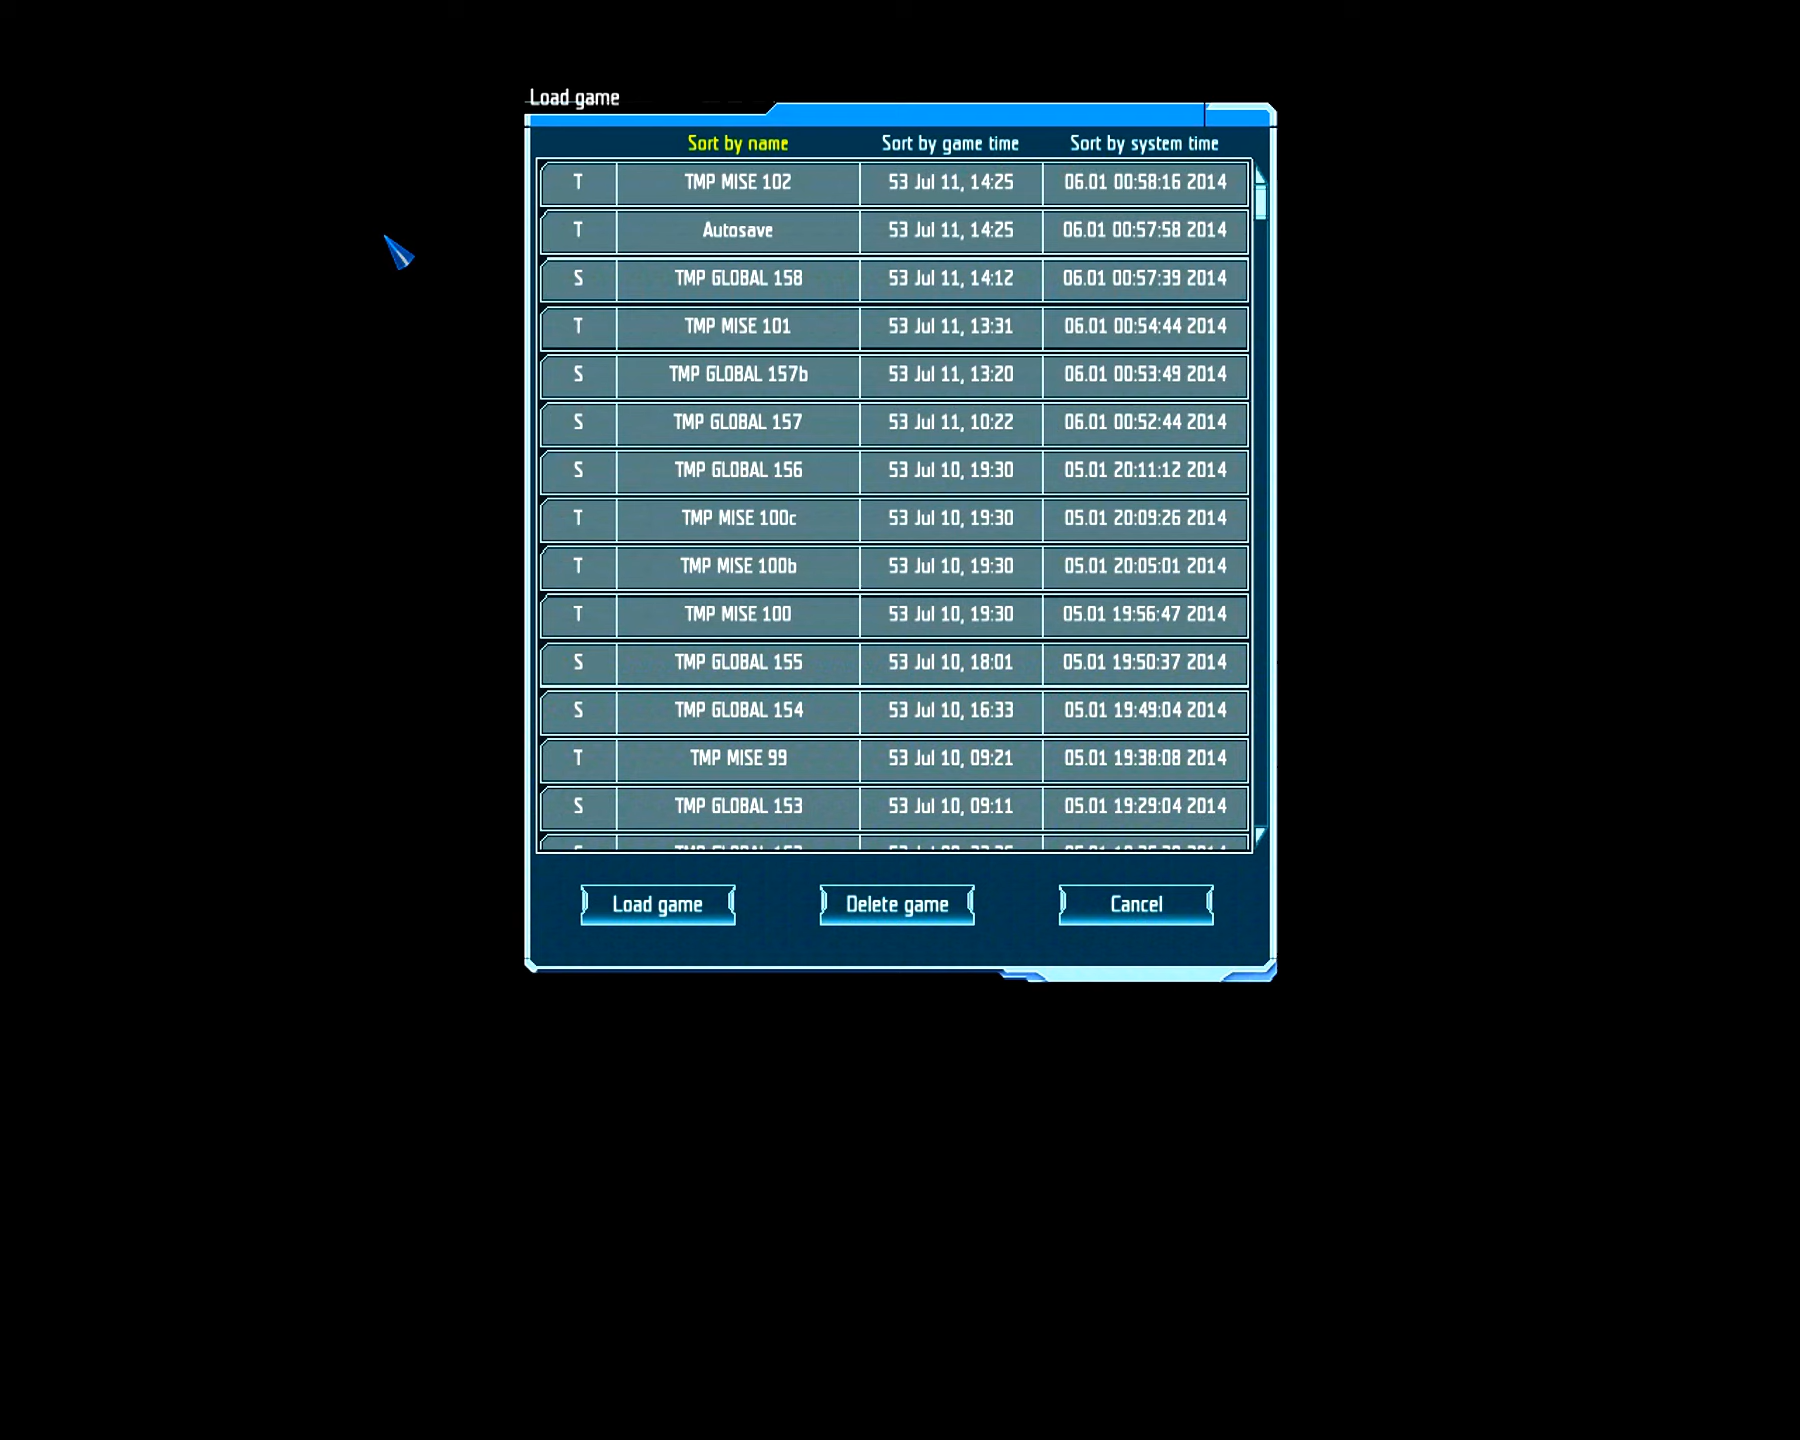 Load game
Sort by name Sort by game time Sort by system time
T TMP MISE 102 53 Jul 11, 14:25 06.01 00:58:16 2014
T Autosave 53 Jul 11, 14:25 06.01 00:57:58 2014
S TMP GLOBAL 158 53 Jul 11, 14:12 06.01 00:57:39 2014
T TMP MISE 101 53 Jul 11, 13:31 06.01 00:54:44 2014
S TMP GLOBAL 157b 53 Jul 11, 13:20 06.01 00:53:49 2014
S TMP GLOBAL 157 53 Jul 11, 10:22 06.01 00:52:44 2014
S TMP GLOBAL 156 53 Jul 10, 19:30 05.01 20:11:12 2014
T TMP MISE 100c 53 Jul 10, 19:30 05.01 20:09:26 2014
T TMP MISE 100b 53 Jul 10, 19:30 05.01 20:05:01 2014
T TMP MISE 100 53 Jul 10, 19:30 05.01 19:56:47 2014
S TMP GLOBAL 155 53 Jul 10, 18:01 05.01 19:50:37 2014
S TMP GLOBAL 154 53 Jul 10, 16:33 05.01 19:49:04 2014
T TMP MISE 99 53 Jul 10, 09:21 05.01 19:38:08 2014
S TMP GLOBAL 153 53 Jul 10, 09:11 05.01 19:29:04 2014
Load game Delete game Cancel